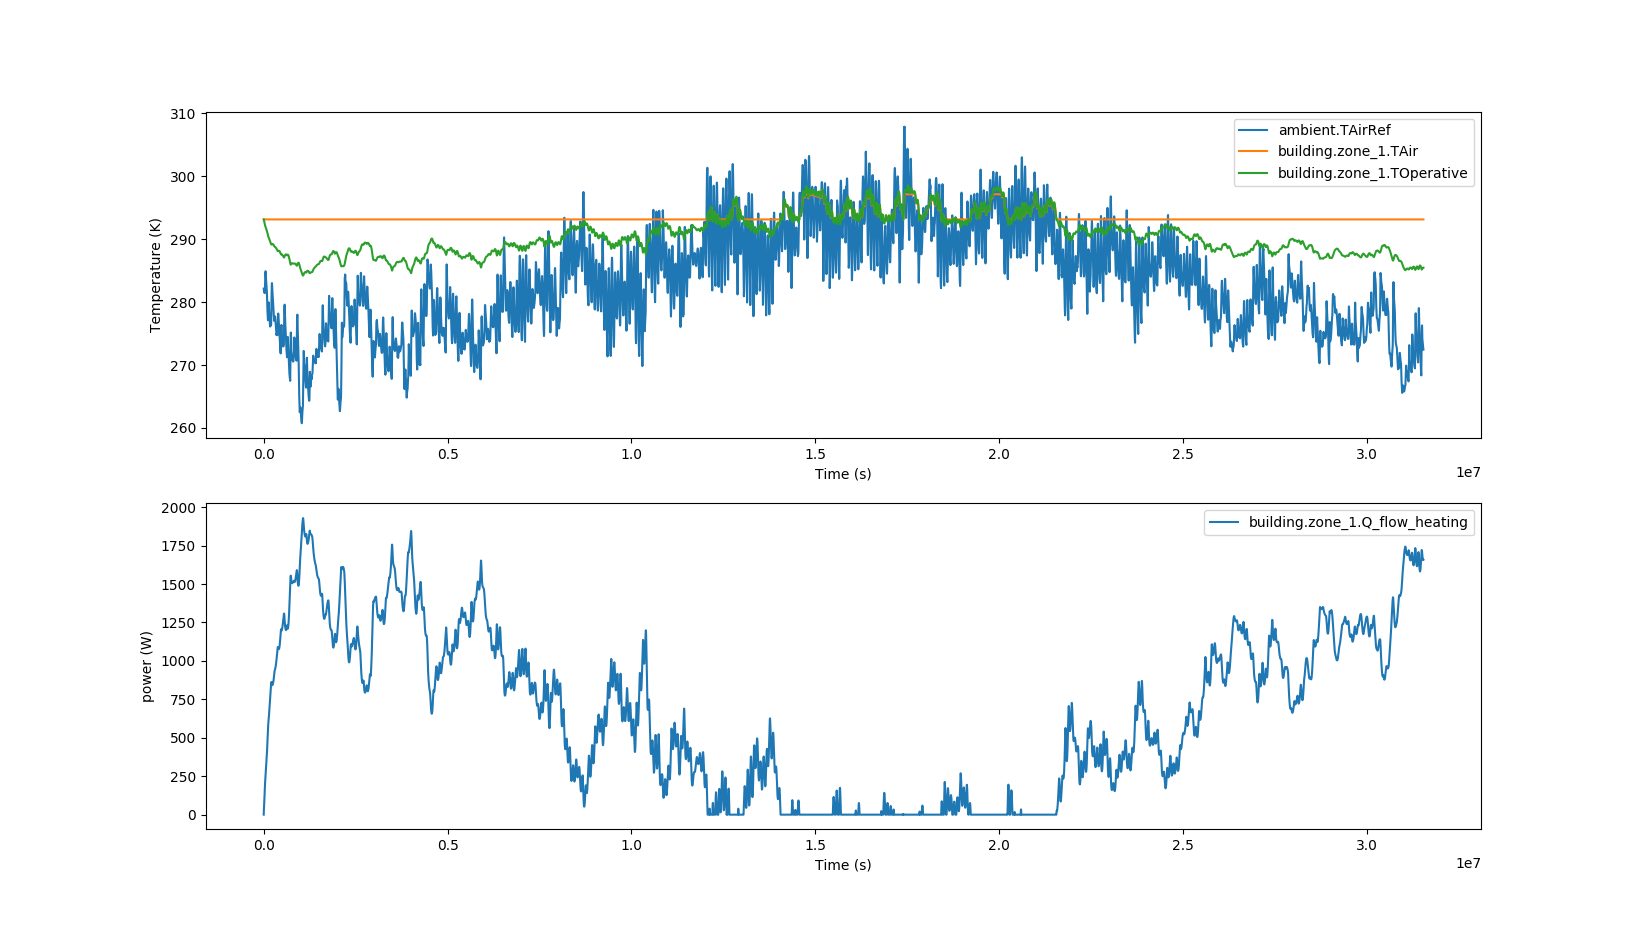 310
300
290
280
270
260
Temperature (K)
ambient.TAirRef
building.zone_1.TAir
building.zone_1.TOperative
0.0 0.5 1.0 1.5 2.0 2.5 3.0
Time (s)
1e7
2000
1750
1500
1250
1000
750
500
250
0
power (W)
building.zone_1.Q_flow_heating
0.0 0.5 1.0 1.5 2.0 2.5 3.0
Time (s)
1e7